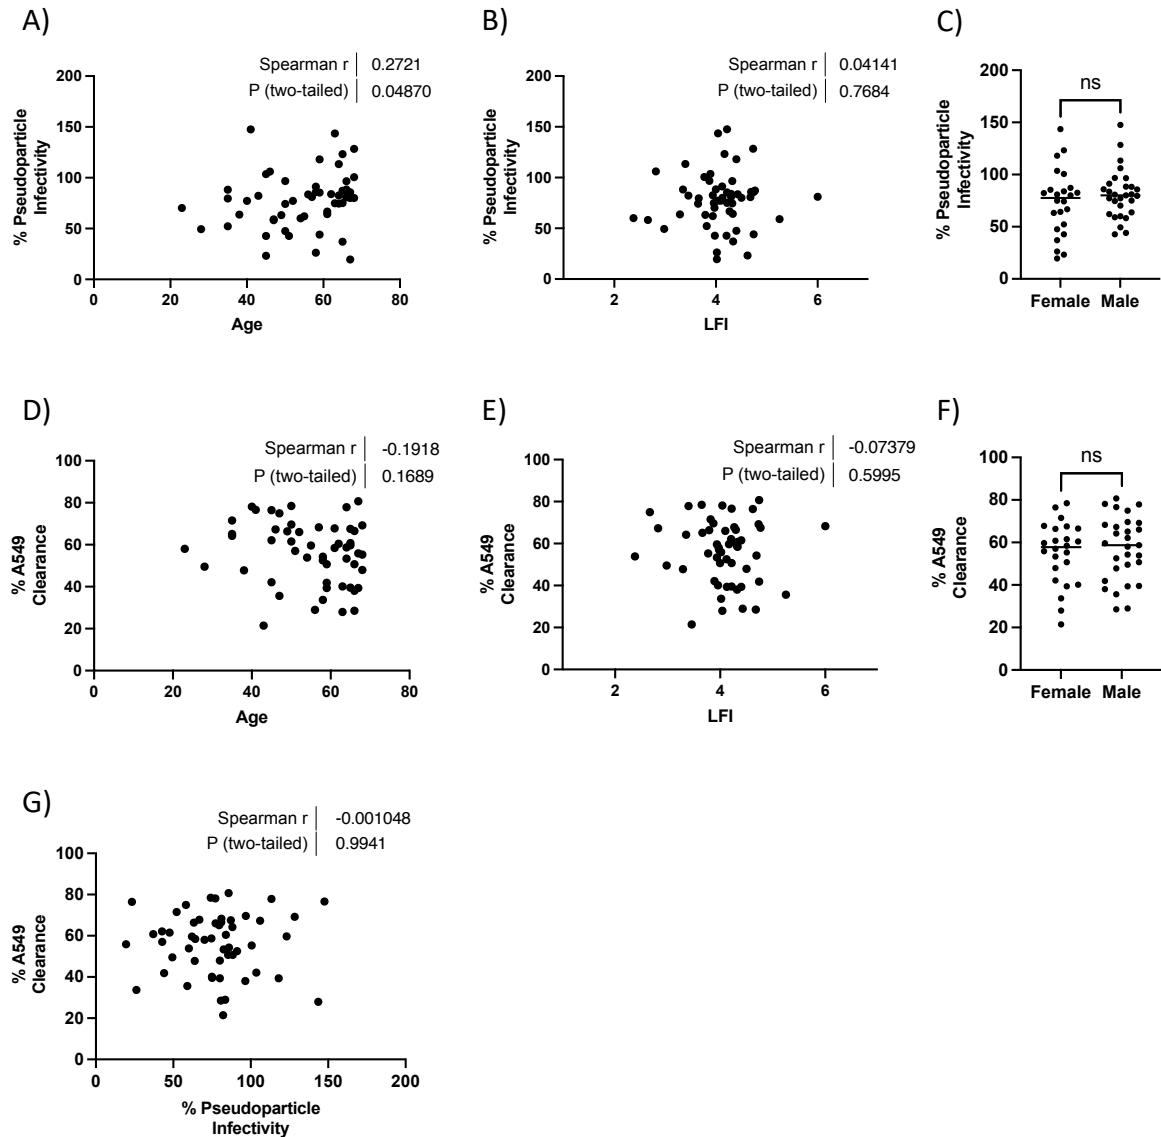 A)
Spearman r 0.2721
P (two-tailed) 0.04870
200
150
100
50
0
% Pseudoparticle
Infectivity
0 20 40 60 80
Age
B)
Spearman r 0.04141
P (two-tailed) 0.7684
200
150
100
50
0
% Pseudoparticle
Infectivity
2 4 6
LFI
C)
ns
200
150
100
50
0
% Pseudoparticle
Infectivity
Female Male
D)
Spearman r -0.1918
P (two-tailed) 0.1689
100
80
60
40
20
0
% A549
Clearance
0 20 40 60 80
Age
E)
Spearman r -0.07379
P (two-tailed) 0.5995
100
80
60
40
20
0
% A549
Clearance
2 4 6
LFI
F)
ns
100
80
60
40
20
0
% A549
Clearance
Female Male
G)
Spearman r -0.001048
P (two-tailed) 0.9941
100
80
60
40
20
0
% A549
Clearance
0 50 100 150 200
% Pseudoparticle
Infectivity